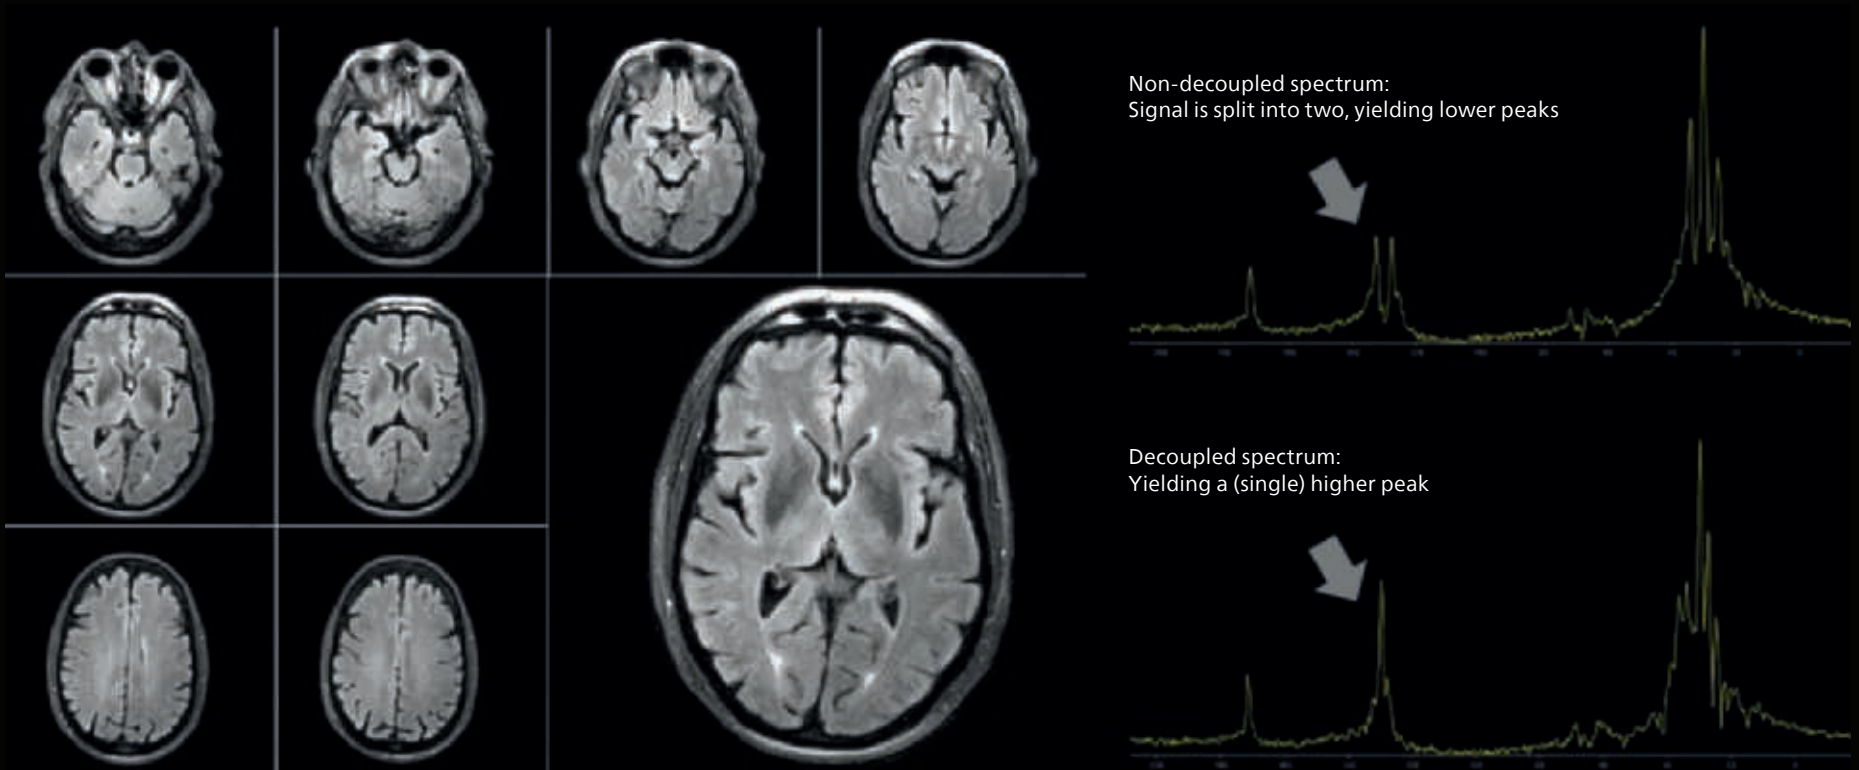 Non-decoupled spectrum:
Signal is split into two, yielding lower peaks
Decoupled spectrum:
Yielding a (single) higher peak